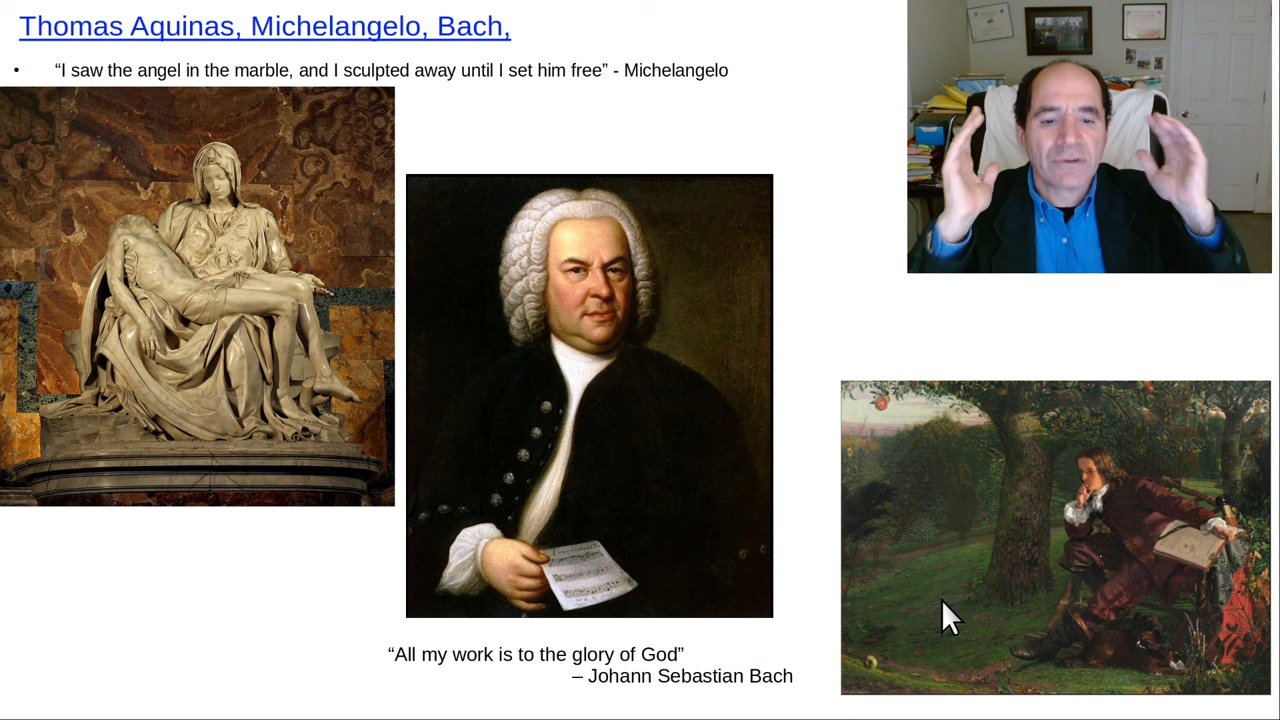 Thomas Aquinas, Michelangelo, Bach,
• “I saw the angel in the marble, and I sculpted away until I set him free” - Michelangelo
“All my work is to the glory of God”
– Johann Sebastian Bach